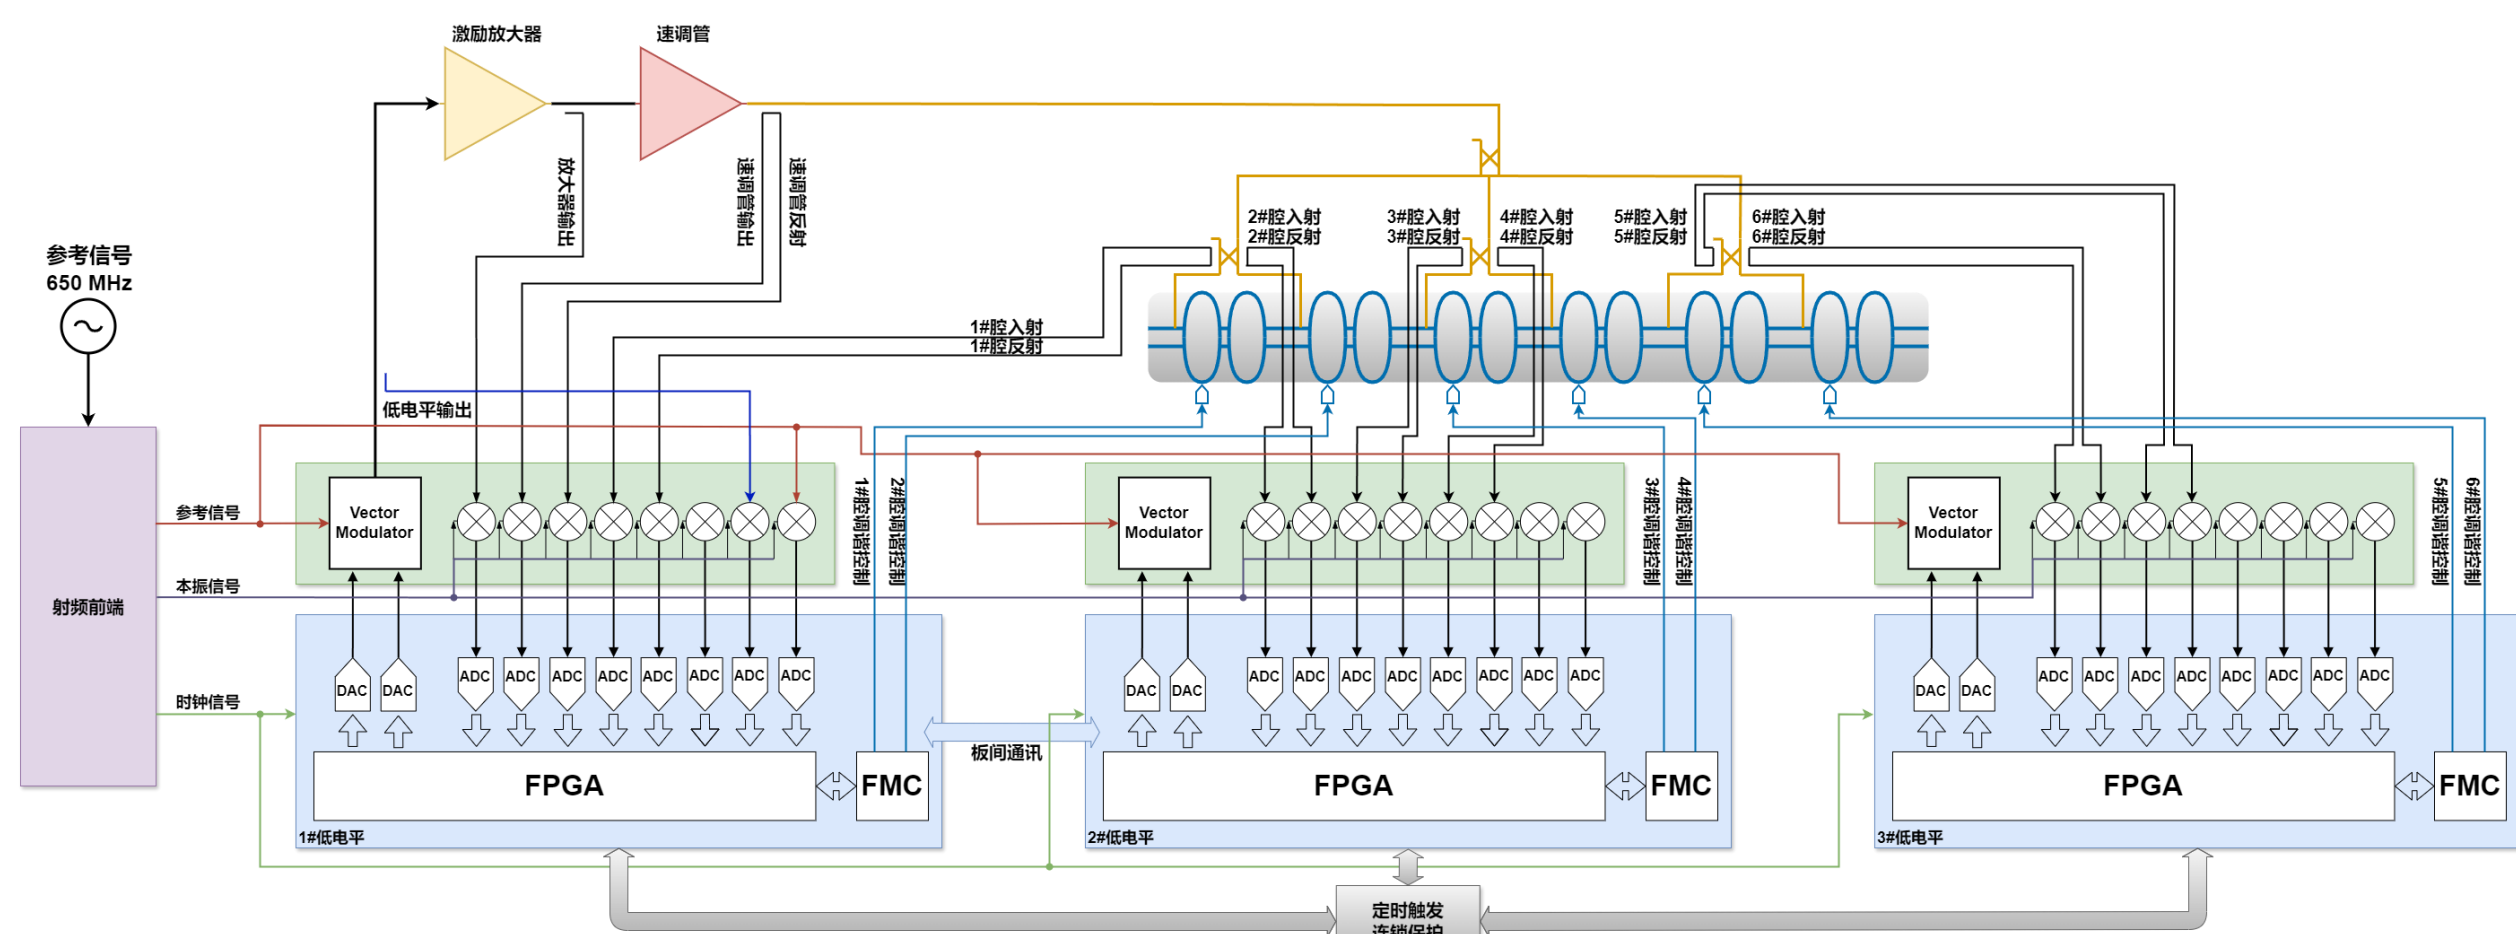 激励放大器
速调管
放大器输出
速调管输出
速调管反射
参考信号
650 MHz
2#腔入射
2#腔反射
3#腔入射
3#腔反射
4#腔入射
4#腔反射
5#腔入射
5#腔反射
6#腔入射
6#腔反射
1#腔入射
1#腔反射
低电平输出
参考信号
本振信号
时钟信号
射频前端
Vector
Modulator
1#腔调谐控制
2#腔调谐控制
Vector
Modulator
3#腔调谐控制
4#腔调谐控制
Vector
Modulator
5#腔调谐控制
6#腔调谐控制
DAC
DAC
ADC
ADC
ADC
ADC
ADC
ADC
ADC
ADC
FPGA
FMC
1#低电平
板间通讯
DAC
DAC
ADC
ADC
ADC
ADC
ADC
ADC
ADC
ADC
FPGA
FMC
2#低电平
DAC
DAC
ADC
ADC
ADC
ADC
ADC
ADC
ADC
ADC
FPGA
FMC
3#低电平
定时触发
连锁保护